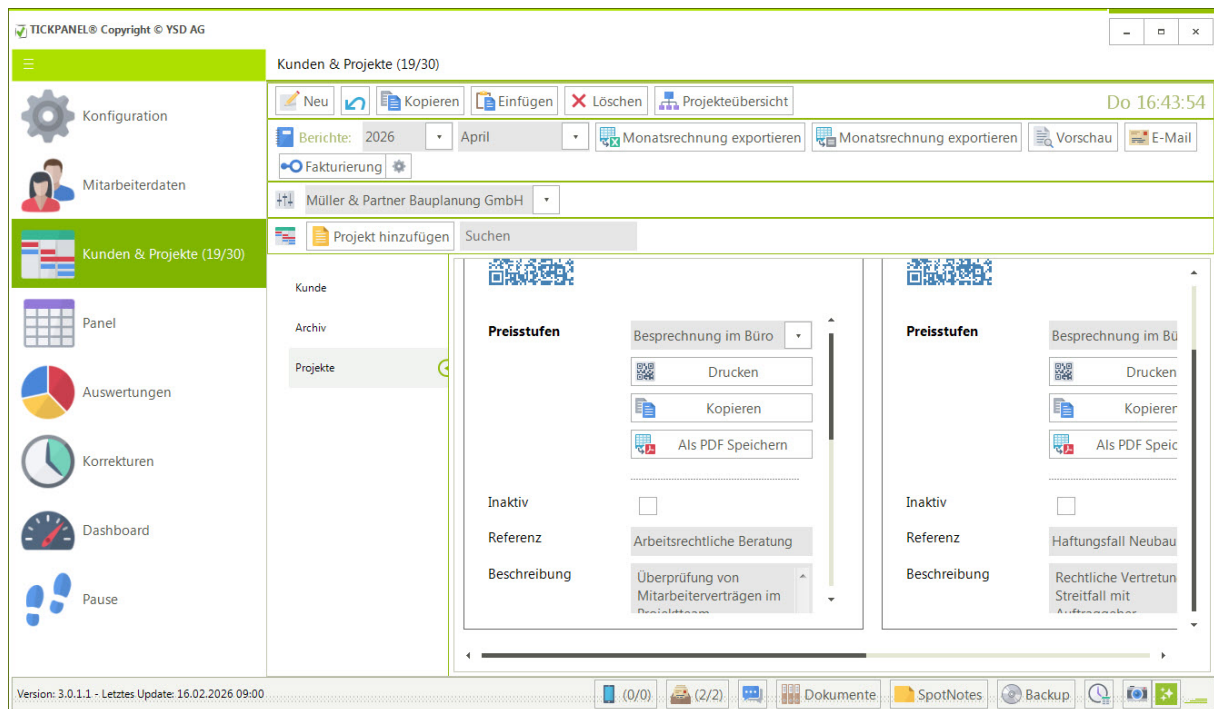 TICKPANEL® Copyright © YSD AG
Kunden & Projekte (19/30)
Neu
Kopieren
Einfügen
Löschen
Projekteübersicht
Do 16:43:54
Berichte:
2026
April
Monatsrechnung exportieren
Monatsrechnung exportieren
Vorschau
E-Mail
Fakturierung
Müller & Partner Bauplanung GmbH
Projekt hinzufügen
Suchen
Konfiguration
Mitarbeiterdaten
Kunden & Projekte (19/30)
Panel
Auswertungen
Korrekturen
Dashboard
Pause
Kunde
Archiv
Projekte
Preisstufen
Besprechnung im Büro
Drucken
Kopieren
Als PDF Speichern
Inaktiv
Referenz
Arbeitsrechtliche Beratung
Beschreibung
Überprüfung von
Mitarbeiterverträgen im
Preisstufen
Besprechnung im Bü
Drucken
Kopieren
Als PDF Speic
Inaktiv
Referenz
Haftungsfall Neubau
Beschreibung
Rechtliche Vertretun
Streitfall mit
Version: 3.0.1.1 - Letztes Update: 16.02.2026 09:00
(0/0)
(2/2)
Dokumente
SpotNotes
Backup